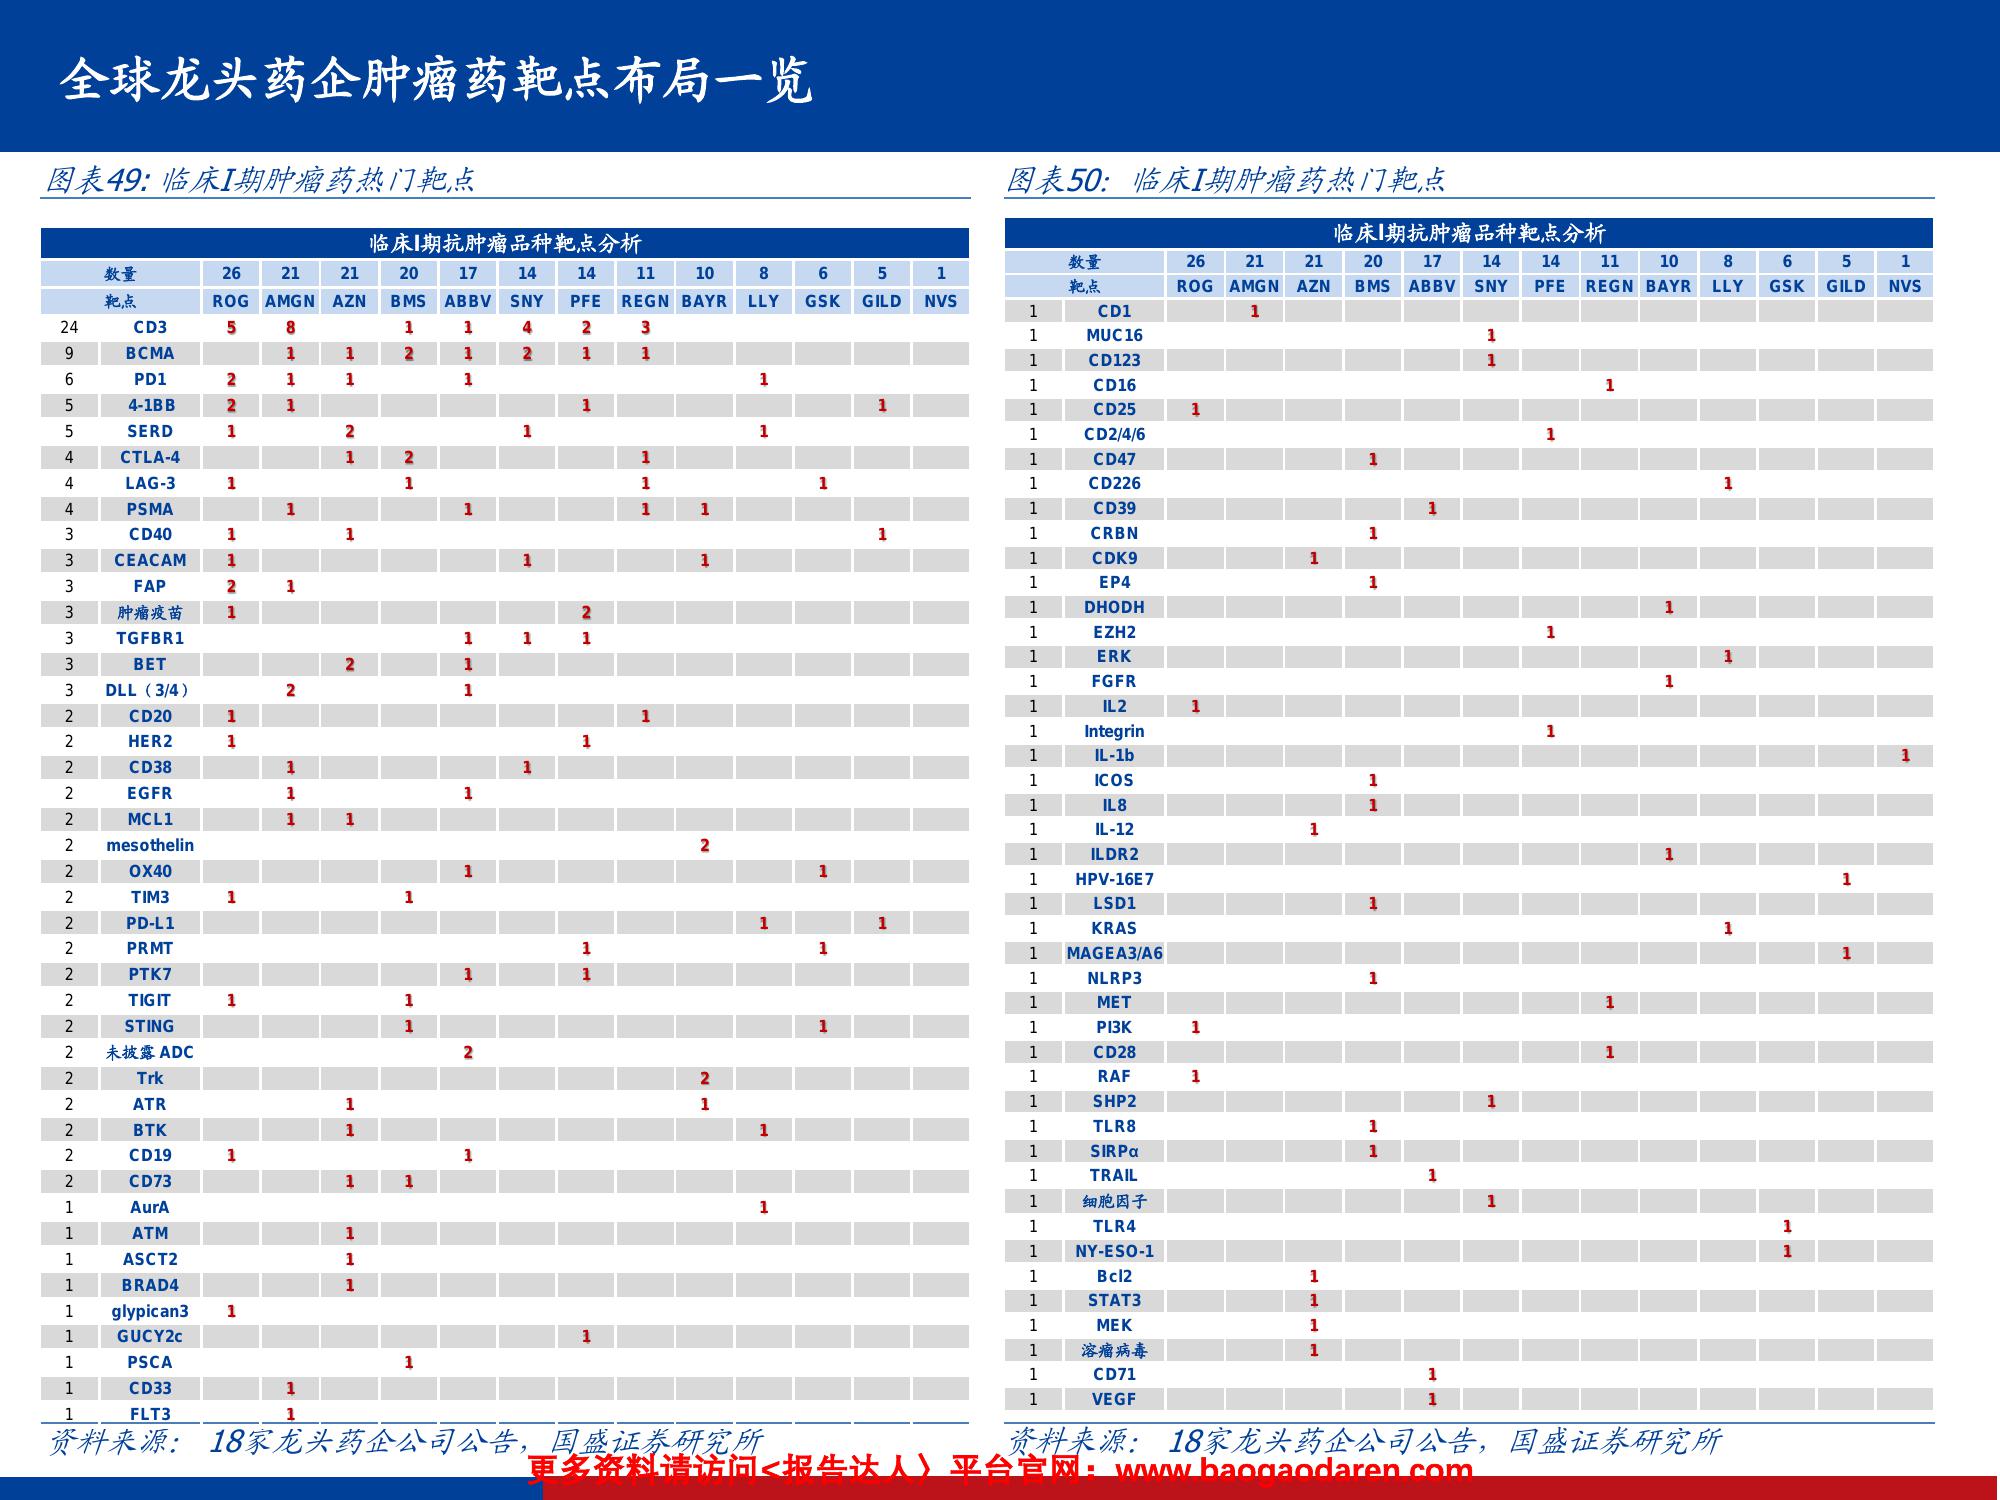 全球龙头药企肿瘤药靶点布局一览
图表49: 临床I期肿瘤药热门靶点
临床I期抗肿瘤品种靶点分析
数量 26 21 21 20 17 14 14 11 10 8 6 5 1
靶点 ROG AMGN AZN BMS ABBV SNY PFE REGN BAYR LLY GSK GILD NVS
24 CD3 5 8 1 1 4 2 3
9 BCMA 1 1 2 1 2 1 1
6 PD1 2 1 1 1 1
5 4-1BB 2 1 1 1
5 SERD 1 2 1 1
4 CTLA-4 1 2 1
4 LAG-3 1 1 1 1
4 PSMA 1 1 1 1
3 CD40 1 1 1
3 CEACAM 1 1 1
3 FAP 2 1
3 肿瘤疫苗 1 2
3 TGFBR1 1 1 1
3 BET 2 1
3 DLL（3/4） 2 1
2 CD20 1 1
2 HER2 1 1
2 CD38 1 1
2 EGFR 1 1
2 MCL1 1 1
2 mesothelin 2
2 OX40 1 1
2 TIM3 1 1
2 PD-L1 1 1
2 PRMT 1 1
2 PTK7 1 1
2 TIGIT 1 1
2 STING 1 1
2 未披露 ADC 2
2 Trk 2
2 ATR 1 1
2 BTK 1 1
2 CD19 1 1
2 CD73 1 1
1 AurA 1
1 ATM 1
1 ASCT2 1
1 BRAD4 1
1 glypican3 1
1 GUCY2c 1
1 PSCA 1
1 CD33 1
1 FLT3 1
资料来源： 18家龙头药企公司公告，国盛证券研究所
图表50: 临床I期肿瘤药热门靶点
临床I期抗肿瘤品种靶点分析
数量 26 21 21 20 17 14 14 11 10 8 6 5 1
靶点 ROG AMGN AZN BMS ABBV SNY PFE REGN BAYR LLY GSK GILD NVS
1 CD1 1
1 MUC16 1
1 CD123 1
1 CD16 1
1 CD25 1
1 CD2/4/6 1
1 CD47 1
1 CD226 1
1 CD39 1
1 CRBN 1
1 CDK9 1
1 EP4 1
1 DHODH 1
1 EZH2 1
1 ERK 1
1 FGFR 1
1 IL2 1
1 Integrin 1
1 IL-1b 1
1 ICOS 1
1 IL8 1
1 IL-12 1
1 ILDR2 1
1 HPV-16E7 1
1 LSD1 1
1 KRAS 1
1 MAGEA3/A6 1
1 NLRP3 1
1 MET 1
1 PI3K 1
1 CD28 1
1 RAF 1
1 SHP2 1
1 TLR8 1
1 SIRPα 1
1 TRAIL 1
1 细胞因子 1
1 TLR4 1
1 NY-ESO-1 1
1 Bcl2 1
1 STAT3 1
1 MEK 1
1 溶瘤病毒 1
1 CD71 1
1 VEGF 1
资料来源： 18家龙头药企公司公告，国盛证券研究所
更多资料请访问<报告达人〉平台官网：www.baogaodaren.com